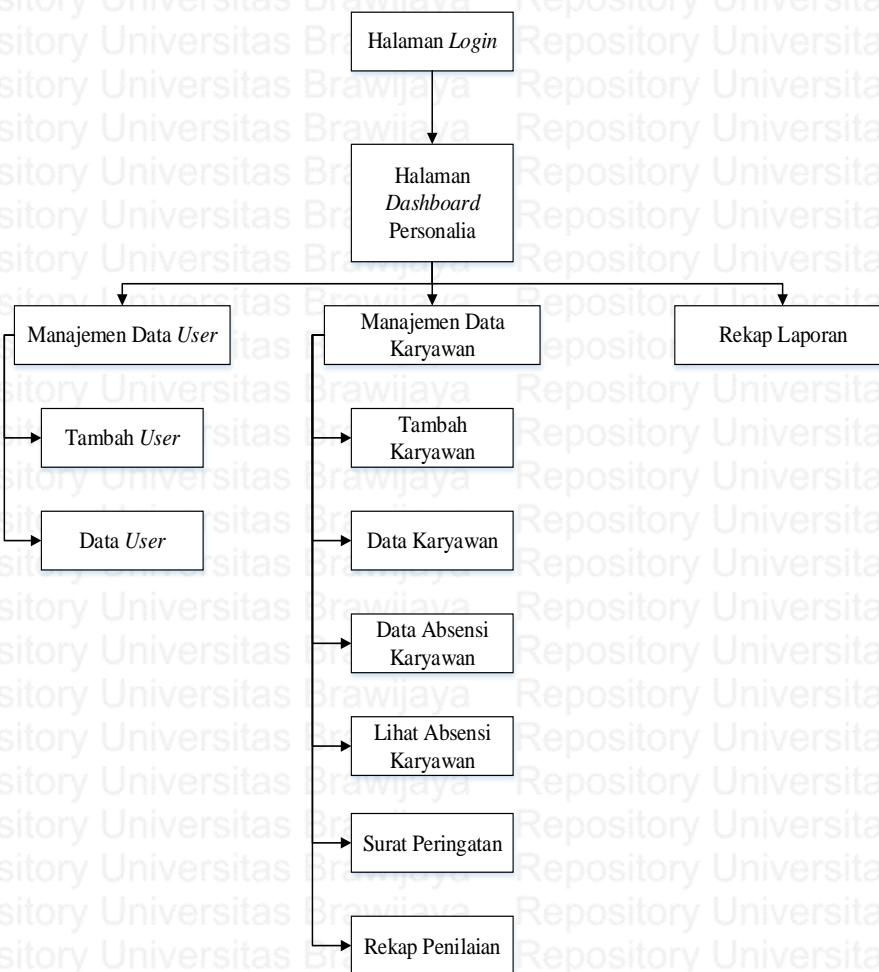 Halaman Login
Halaman
Dashboard
Personalia
Manajemen Data User
Manajemen Data
Karyawan
Rekap Laporan
Tambah User
Data User
Tambah
Karyawan
Data Karyawan
Data Absensi
Karyawan
Lihat Absensi
Karyawan
Surat Peringatan
Rekap Penilaian